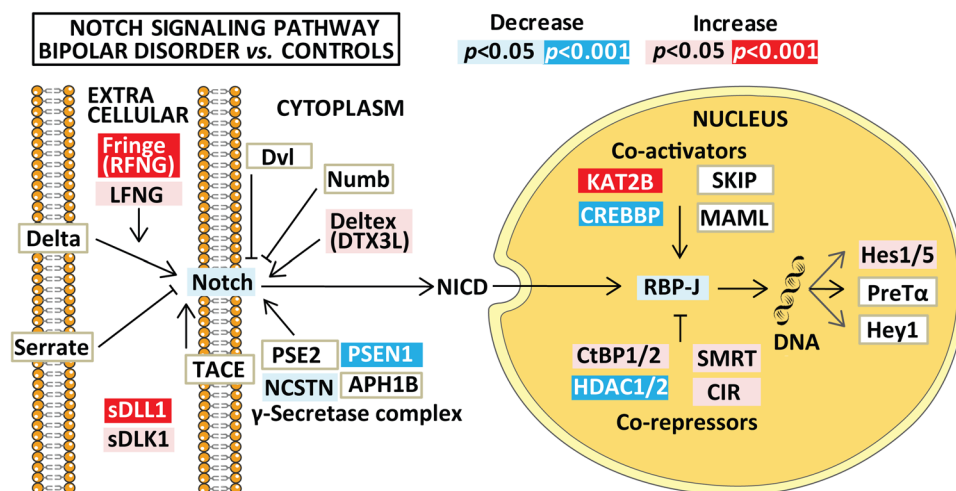 NOTCH SIGNALING PATHWAY
BIPOLAR DISORDER vs. CONTROLS
Decrease
p<0.05 p<0.001
Increase
p<0.05 p<0.001
EXTRA
CELLULAR
CYTOPLASM
NUCLEUS
Fringe
(RFNG)
LFNG
Delta
Serrate
sDLL1
sDLK1
Dvl
Numb
Deltex
(DTX3L)
Notch
NICD
TACE
PSE2
PSEN1
NCSTN
APH1B
γ-Secretase complex
Co-activators
KAT2B
SKIP
CREBBP
MAML
RBP-J
DNA
Hes1/5
PreTα
Hey1
CtBP1/2
SMRT
HDAC1/2
CIR
Co-repressors